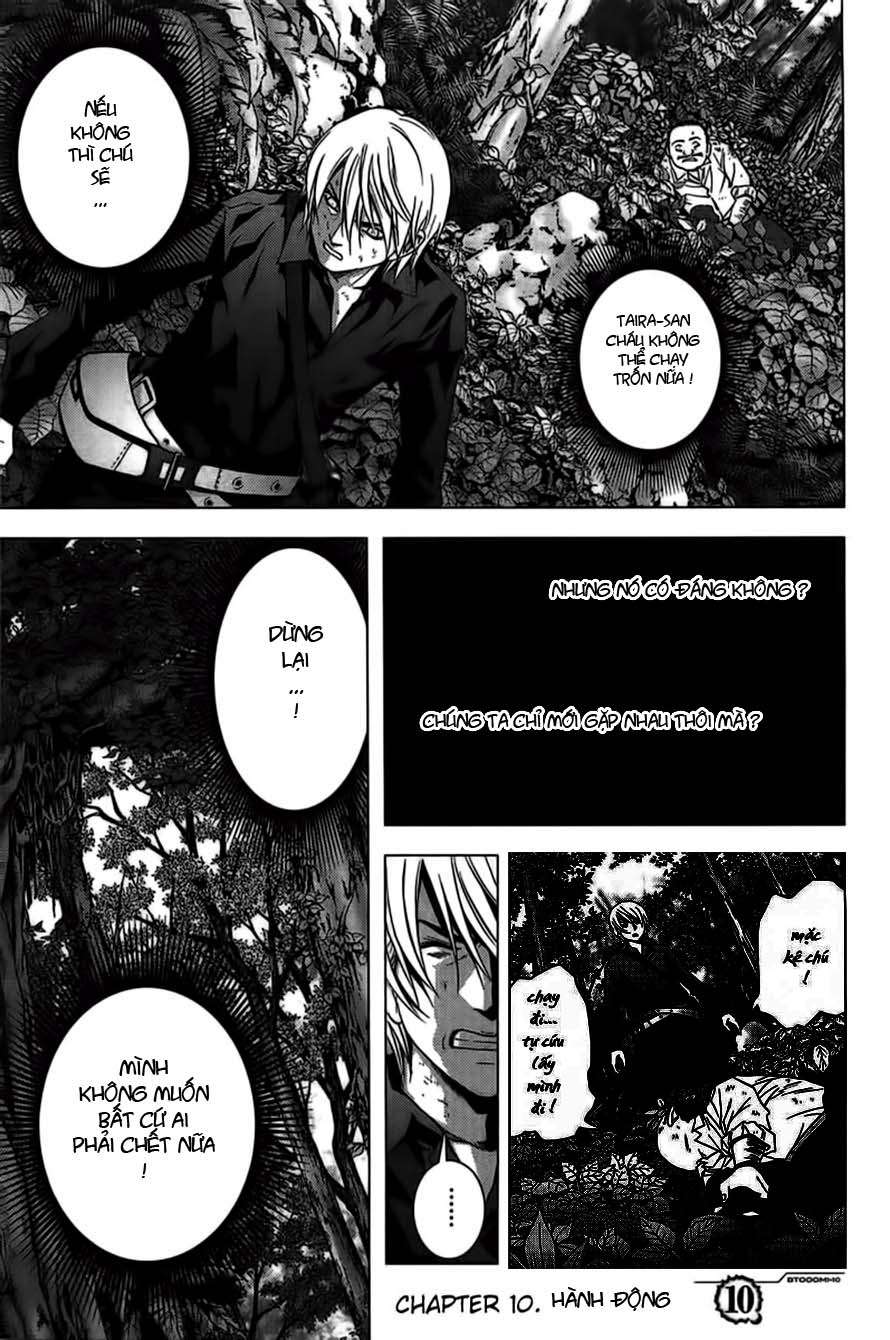 TAIRA-SAN
CHÁU KHÔNG
THỂ CHẠY
TRỐN NỮA !
NẾU
KHÔNG
THÌ CHÚ
SẼ
...
NHƯNG NÓ CÓ ĐÁNG KHÔNG ?
CHÚNG TA CHỈ MỚI GẶP NHAU THÔI MÀ ?
mặc
kệ chú
!
chạy
đi....
tự cứu
lấy
mình
đi !
.......
DỪNG
LẠI
...
!
MÌNH
KHÔNG MUỐN
BẤT CỨ AI
PHẢI CHẾT NỮA
!
CHAPTER 10. HÀNH ĐỘNG
10
BTOOOM!-10